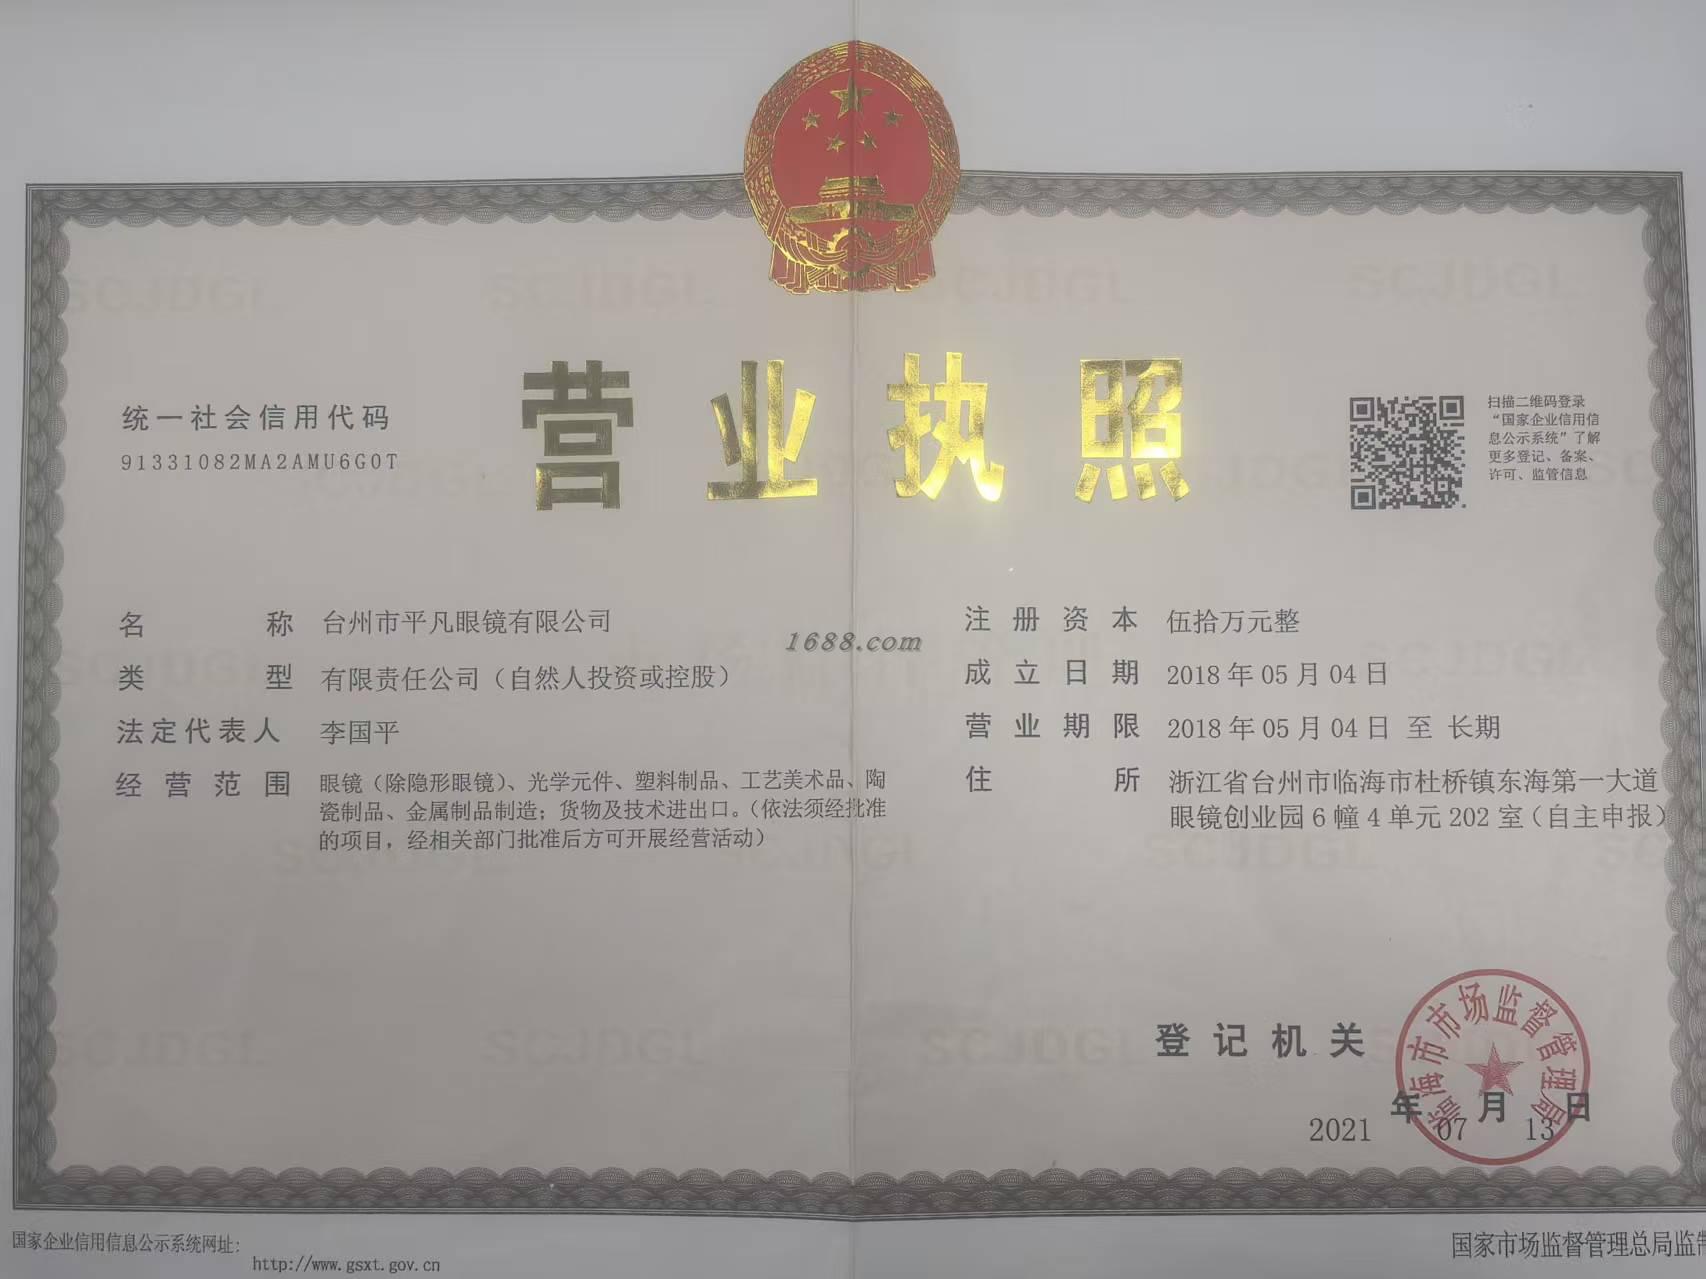 营业执照
统一社会信用代码
91331082MA2AMU6G0T
扫描二维码登录
“国家企业信用信
息公示系统”了解
更多登记、备案、
许可、监管信息
名称 台州市平凡眼镜有限公司
类型 有限责任公司（自然人投资或控股）
法定代表人 李国平
经营范围 眼镜（除隐形眼镜）、光学元件、塑料制品、工艺美术品、陶
瓷制品、金属制品制造；货物及技术进出口。（依法须经批准
的项目，经相关部门批准后方可开展经营活动）
1688.com
注册资本 伍拾万元整
成立日期 2018年05月04日
营业期限 2018年05月04日 至 长期
住所 浙江省台州市临海市杜桥镇东海第一大道
眼镜创业园6幢4单元202室（自主申报）
登记机关
临海市市场监督管理局
2021年07月13日
国家企业信用信息公示系统网址：
http://www.gsxt.gov.cn
国家市场监督管理总局监制
SCJDGL